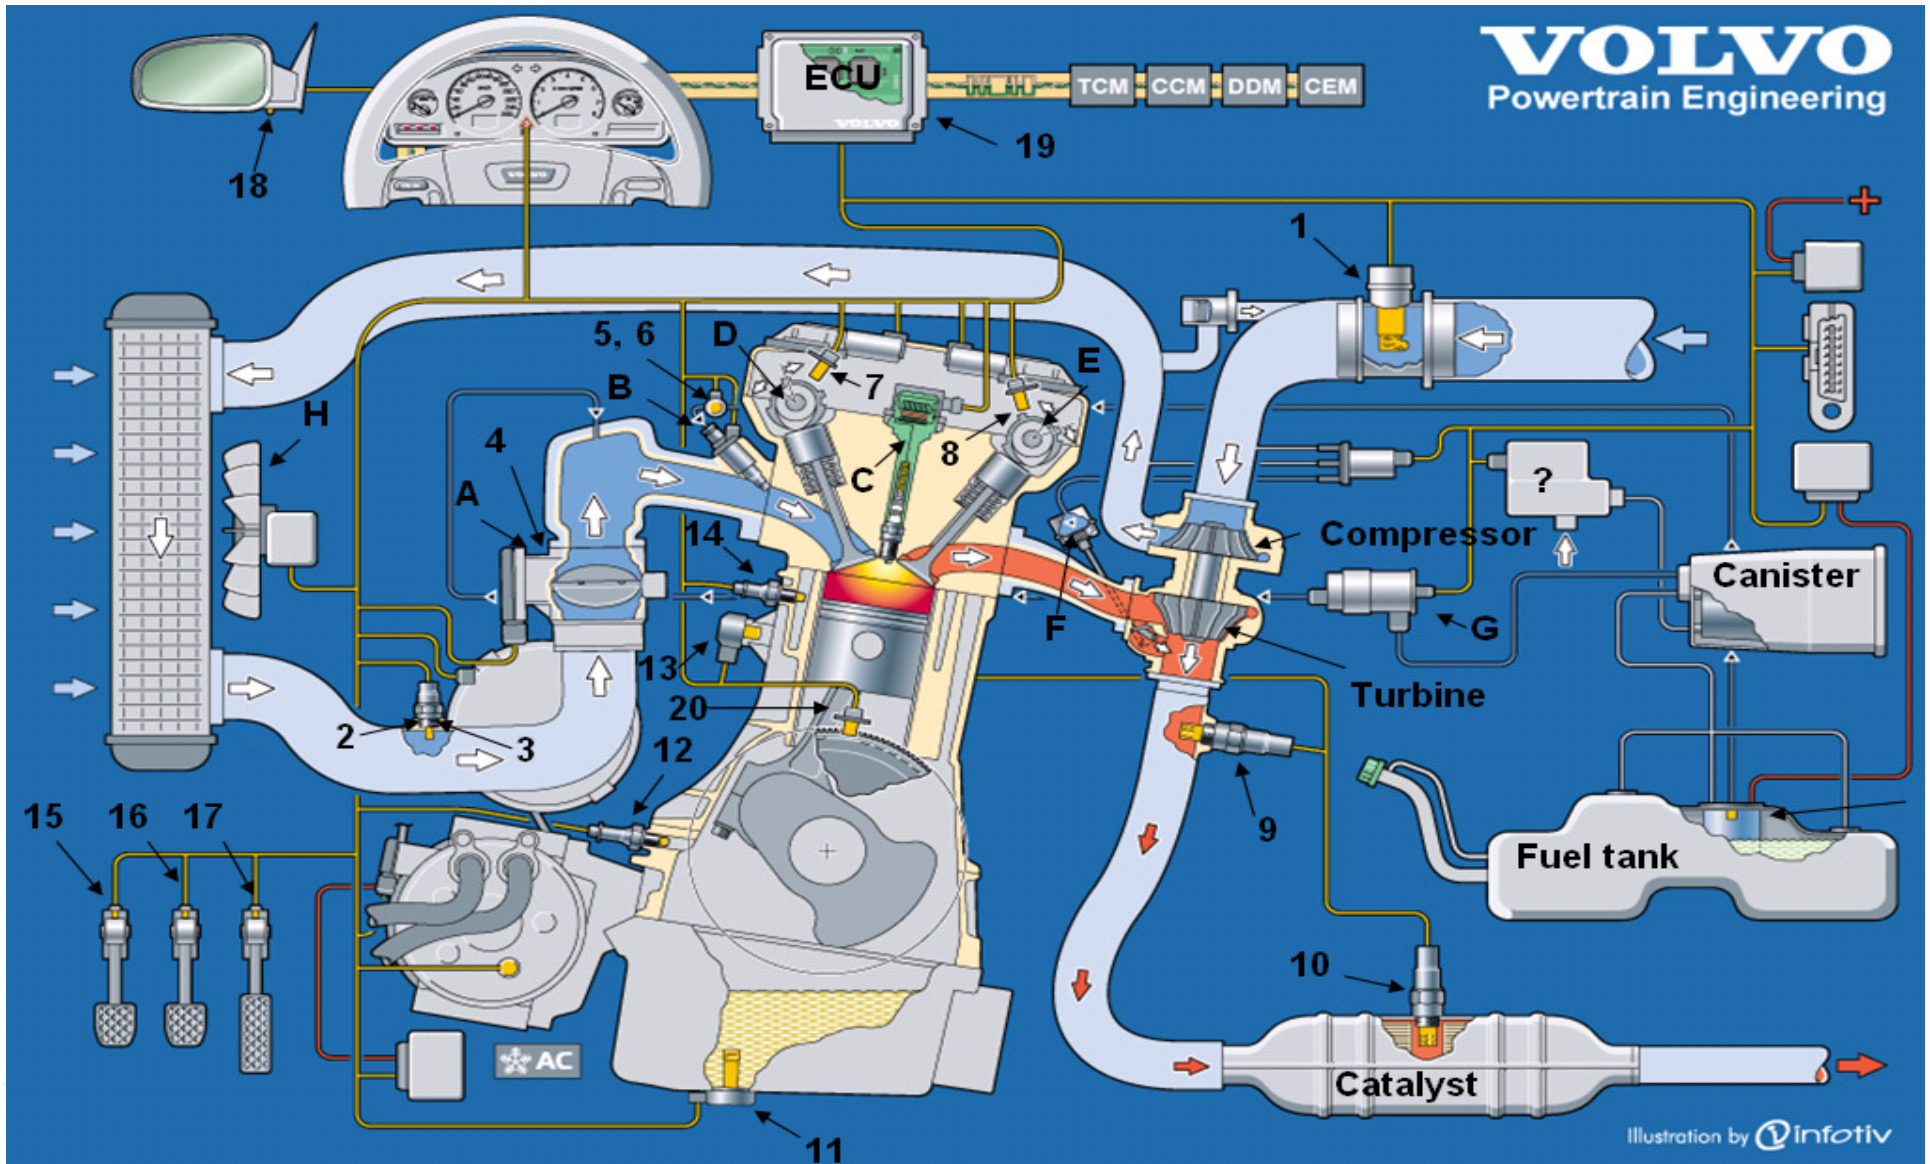 VOLVO
Powertrain Engineering
ECU
VOLVO
TCM CCM DDM CEM
19
18
VOLVO
1
5, 6
D
E
7
B
H
8
C
4
A
?
14
Compressor
Canister
F
G
13
Turbine
20
2
3
12
15
16
17
9
Fuel tank
10
AC
Catalyst
11
Illustration by infotiv